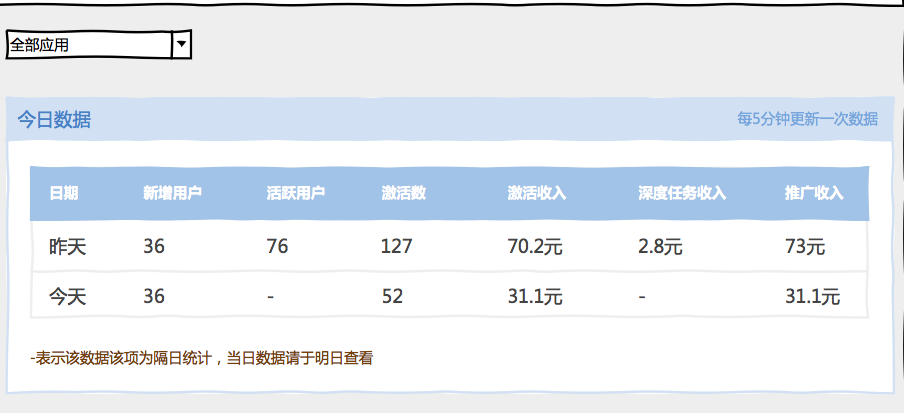 全部应用
今日数据 每5分钟更新一次数据
日期 新增用户 活跃用户 激活数 激活收入 深度任务收入 推广收入
昨天 36 76 127 70.2元 2.8元 73元
今天 36 - 52 31.1元 - 31.1元
-表示该数据该项为隔日统计，当日数据请于明日查看